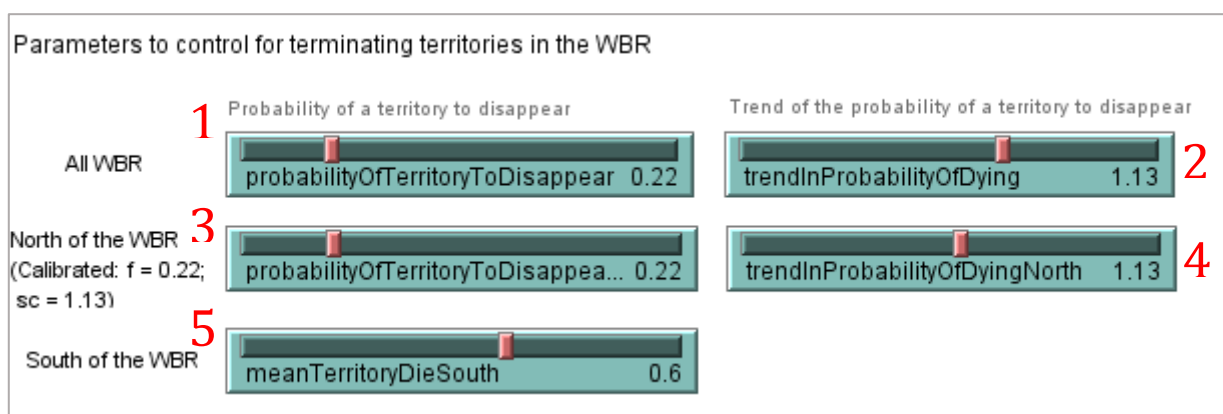 Parameters to control for terminating territories in the WBR
Probability of a territory to disappear
Trend of the probability of a territory to disappear
1
All WBR
probabilityOfTerritoryToDisappear 0.22
trendInProbabilityOfDying 1.13
2
North of the WBR
(Calibrated: f = 0.22;
sc = 1.13)
3
probabilityOfTerritoryToDisappea... 0.22
trendInProbabilityOfDyingNorth 1.13
4
5
South of the WBR
meanTerritoryDieSouth 0.6